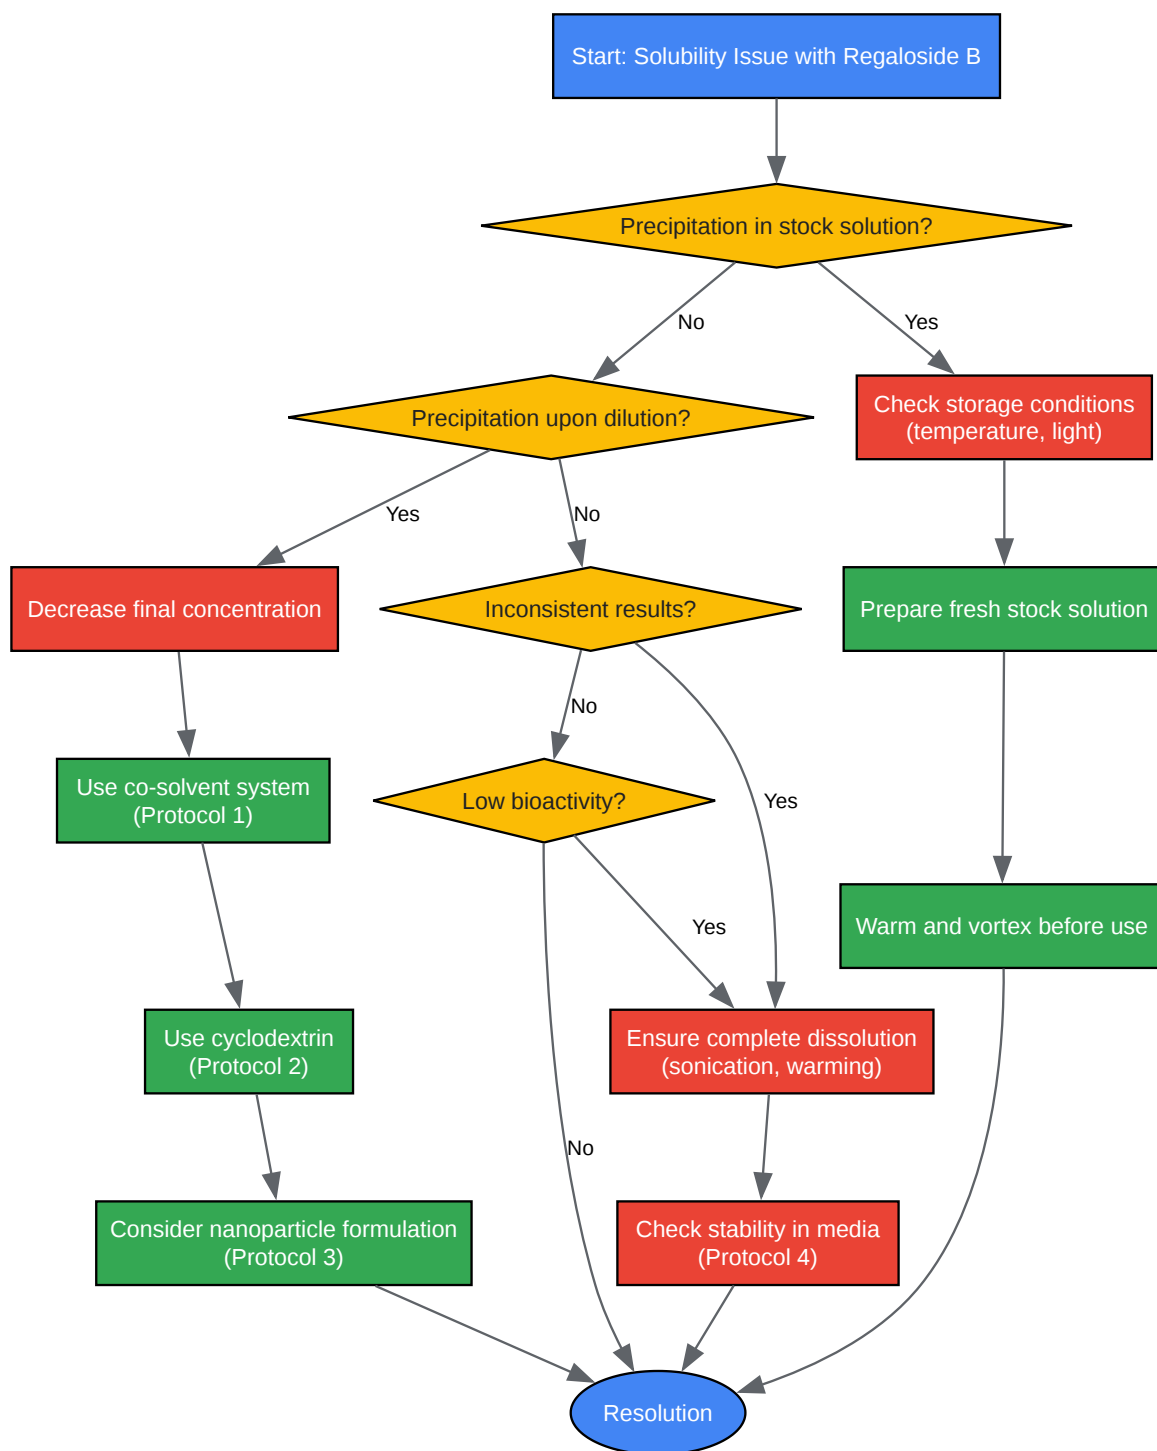 Start: Solubility Issue with Regaloside B
Precipitation in stock solution?
No
Yes
Precipitation upon dilution?
Check storage conditions
(temperature, light)
Yes
No
Decrease final concentration
Inconsistent results?
Prepare fresh stock solution
No
Use co-solvent system
(Protocol 1)
Low bioactivity?
Yes
Yes
Warm and vortex before use
Use cyclodextrin
(Protocol 2)
Ensure complete dissolution
(sonication, warming)
No
Consider nanoparticle formulation
(Protocol 3)
Check stability in media
(Protocol 4)
Resolution